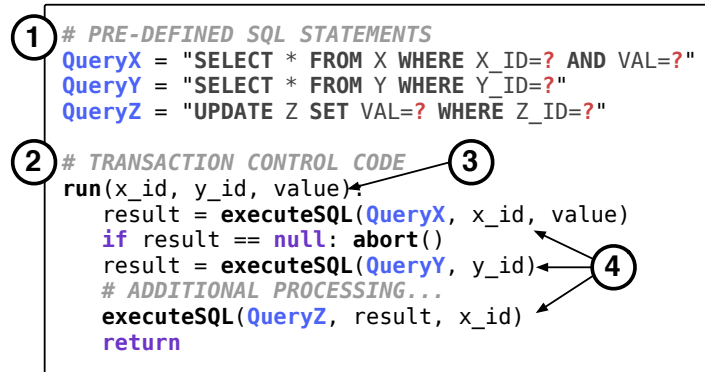 1 # PRE-DEFINED SQL STATEMENTS
QueryX = "SELECT * FROM X WHERE X_ID=? AND VAL=?"
QueryY = "SELECT * FROM Y WHERE Y_ID=?"
QueryZ = "UPDATE Z SET VAL=? WHERE Z_ID=?"
2 # TRANSACTION CONTROL CODE 3
run(x_id, y_id, value):
result = executeSQL(QueryX, x_id, value)
if result == null: abort()
result = executeSQL(QueryY, y_id) 4
# ADDITIONAL PROCESSING...
executeSQL(QueryZ, result, x_id)
return